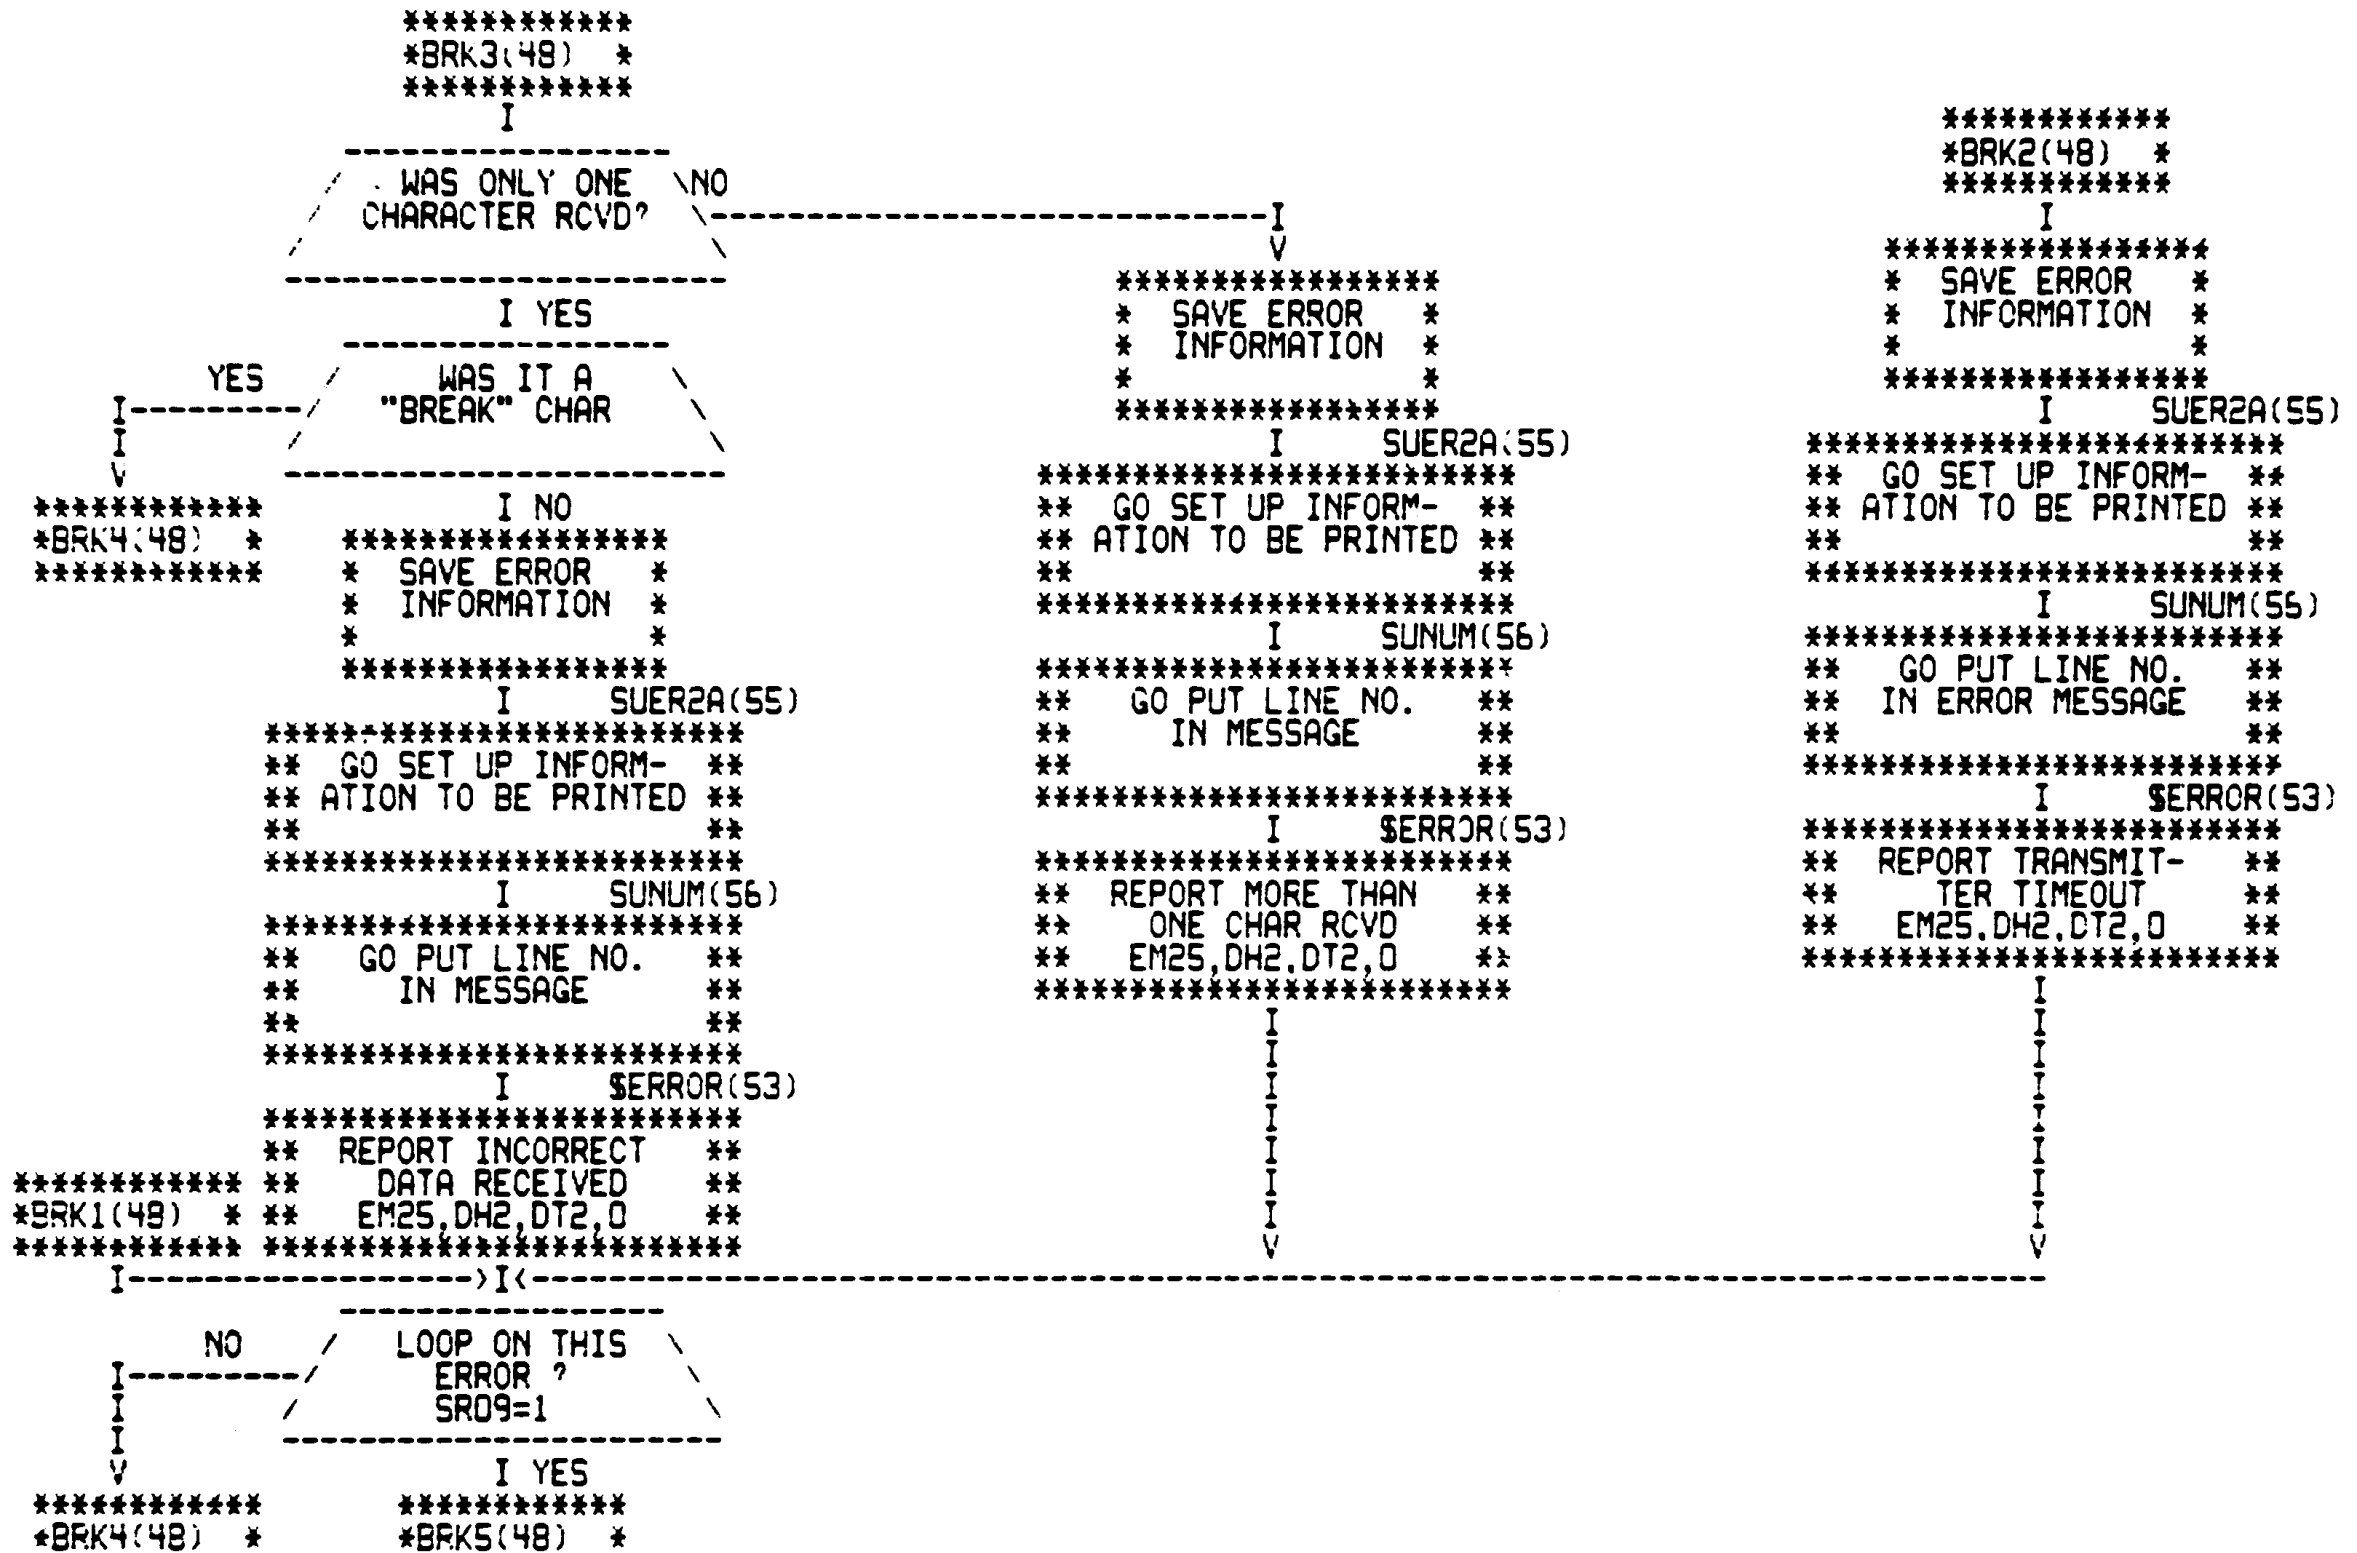 *BRK3(48) *
WAS ONLY ONE
CHARACTER RCVD?
NO
YES
WAS IT A
"BREAK" CHAR
YES
*BRK4(48) *
NO
SAVE ERROR
INFORMATION
SUER2A(55)
GO SET UP INFORM-
ATION TO BE PRINTED
SUNUM(56)
GO PUT LINE NO.
IN MESSAGE
$ERROR(53)
REPORT INCORRECT
DATA RECEIVED
EM25,DH2,DT2,0
*BRK1(48) *
LOOP ON THIS
ERROR ?
SR09=1
NO
YES
*BRK4(48) *
*BRK5(48) *
SAVE ERROR
INFORMATION
SUER2A(55)
GO SET UP INFORM-
ATION TO BE PRINTED
SUNUM(56)
GO PUT LINE NO.
IN MESSAGE
$ERROR(53)
REPORT MORE THAN
ONE CHAR RCVD
EM25,DH2,DT2,0
*BRK2(48) *
SAVE ERROR
INFORMATION
SUER2A(55)
GO SET UP INFORM-
ATION TO BE PRINTED
SUNUM(56)
GO PUT LINE NO.
IN ERROR MESSAGE
$ERROR(53)
REPORT TRANSMIT-
TER TIMEOUT
EM25,DH2,DT2,0